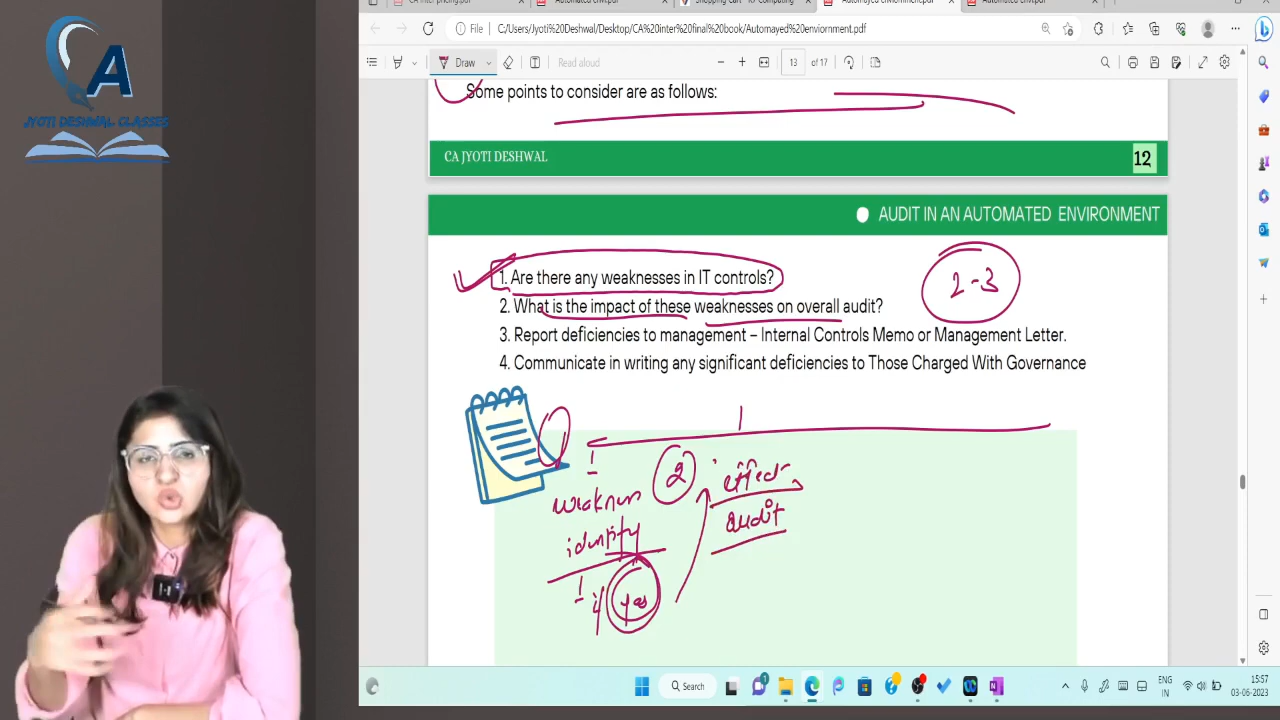 CA
JYOTI DESHWAL CLASSES
File
C:/Users/Jyoti%20Deshwal/Desktop/CA%20inter%20final%20book/Automayed%20enviornment.pdf
Draw
Read aloud
13 of 17
Some points to consider are as follows:
CA JYOTI DESHWAL
12
AUDIT IN AN AUTOMATED ENVIRONMENT
1. Are there any weaknesses in IT controls?
2. What is the impact of these weaknesses on overall audit?
2-3
3. Report deficiencies to management – Internal Controls Memo or Management Letter.
4. Communicate in writing any significant deficiencies to Those Charged With Governance
1
2
effect
audit
weakness
identify
if yes
Search
ENG
IN
15:57
03-06-2023